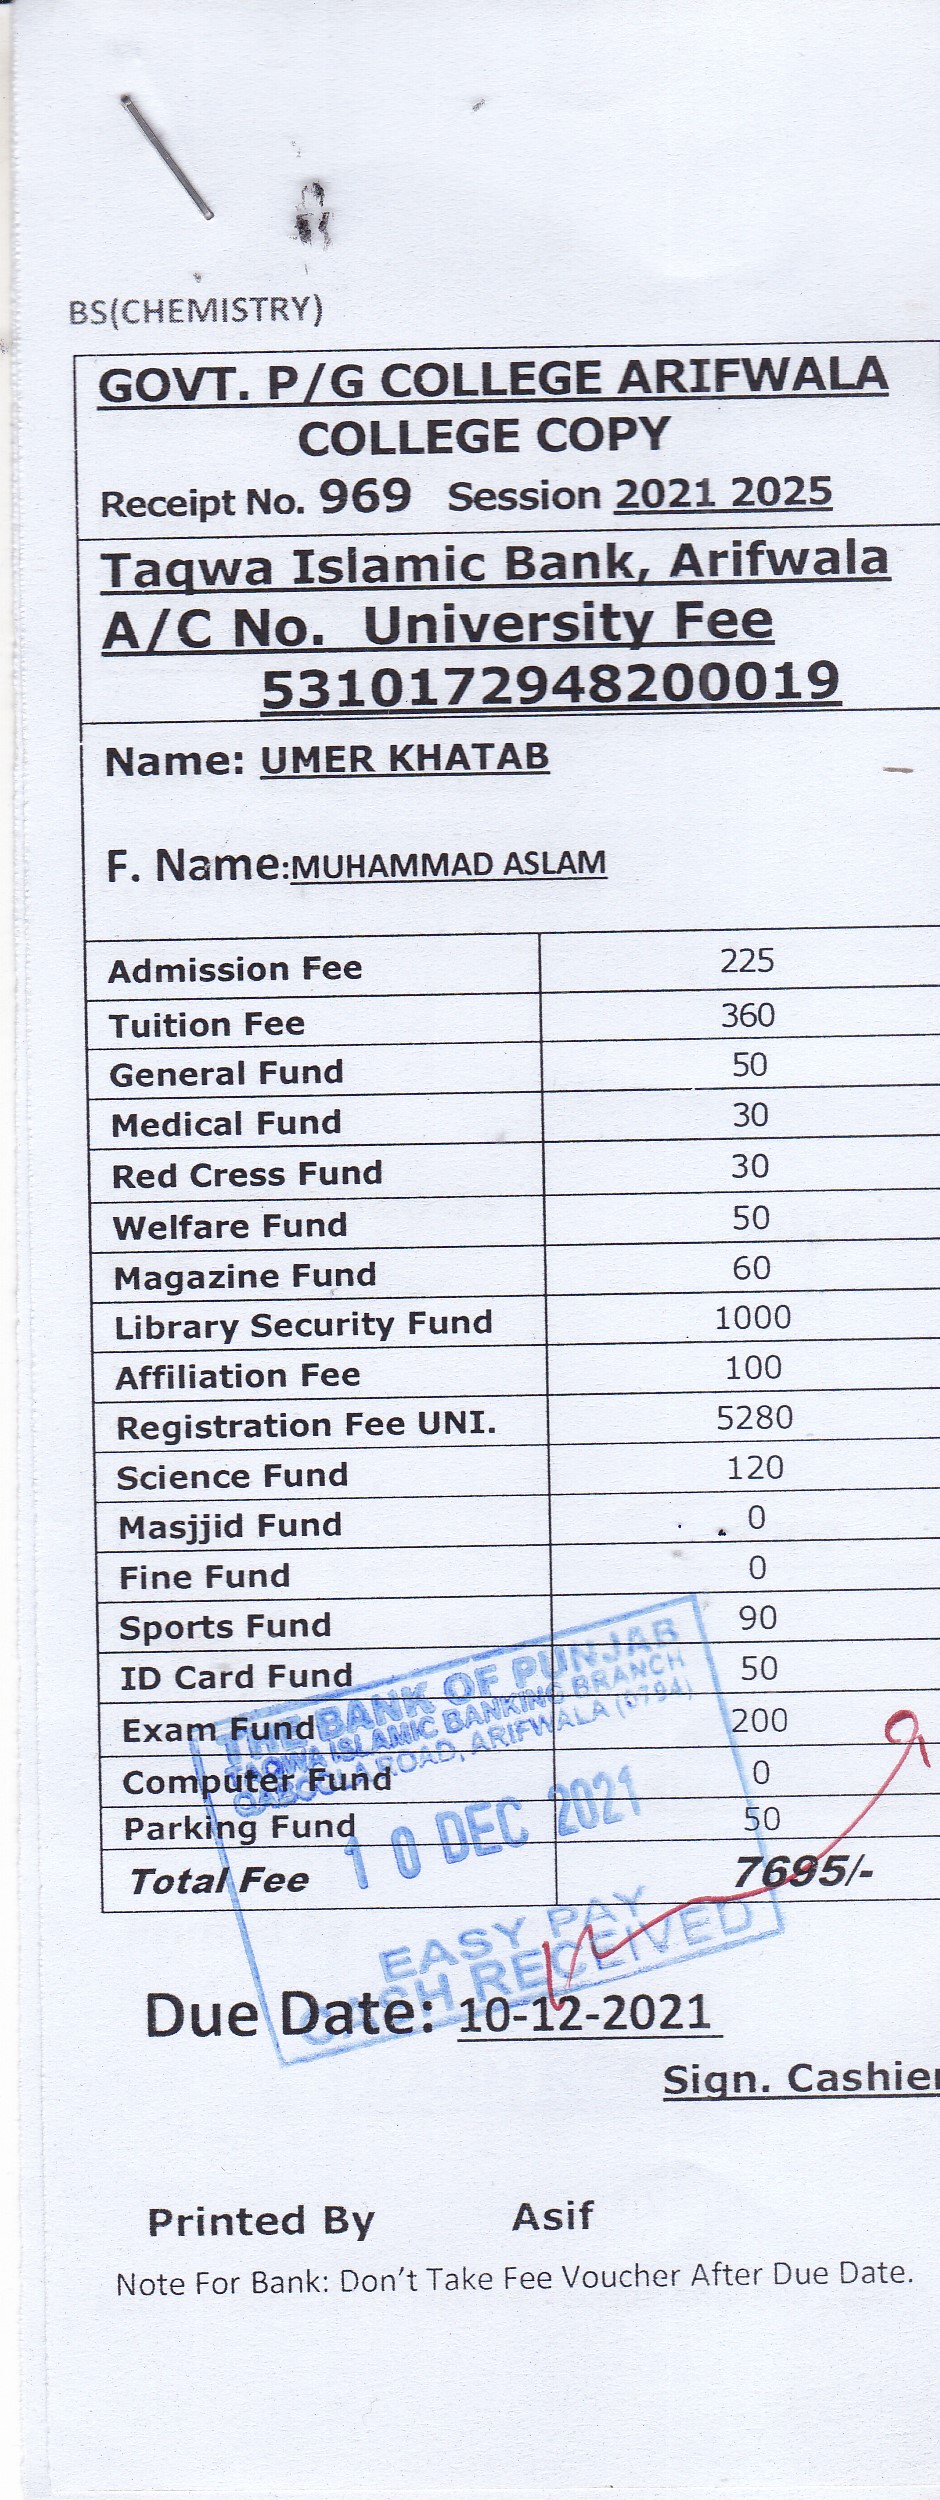 BS(CHEMISTRY)
GOVT. P/G COLLEGE ARIFWALA
COLLEGE COPY
Receipt No. 969 Session 2021 2025
Taqwa Islamic Bank, Arifwala
A/C No. University Fee
5310172948200019
Name: UMER KHATAB
F. Name:MUHAMMAD ASLAM
Admission Fee 225
Tuition Fee 360
General Fund 50
Medical Fund 30
Red Cress Fund 30
Welfare Fund 50
Magazine Fund 60
Library Security Fund 1000
Affiliation Fee 100
Registration Fee UNI. 5280
Science Fund 120
Masjjid Fund 0
Fine Fund 0
Sports Fund 90
ID Card Fund 50
Exam Fund 200
Computer Fund 0
Parking Fund 50
Total Fee 7695/-
THE BANK OF PUNJAB
TAQWA ISLAMIC BANKING BRANCH
ROAD, ARIFWALA (0794)
10 DEC 2021
EASY PAY
CASH RECEIVED
Due Date: 10-12-2021
Sign. Cashier
Printed By Asif
Note For Bank: Don't Take Fee Voucher After Due Date.